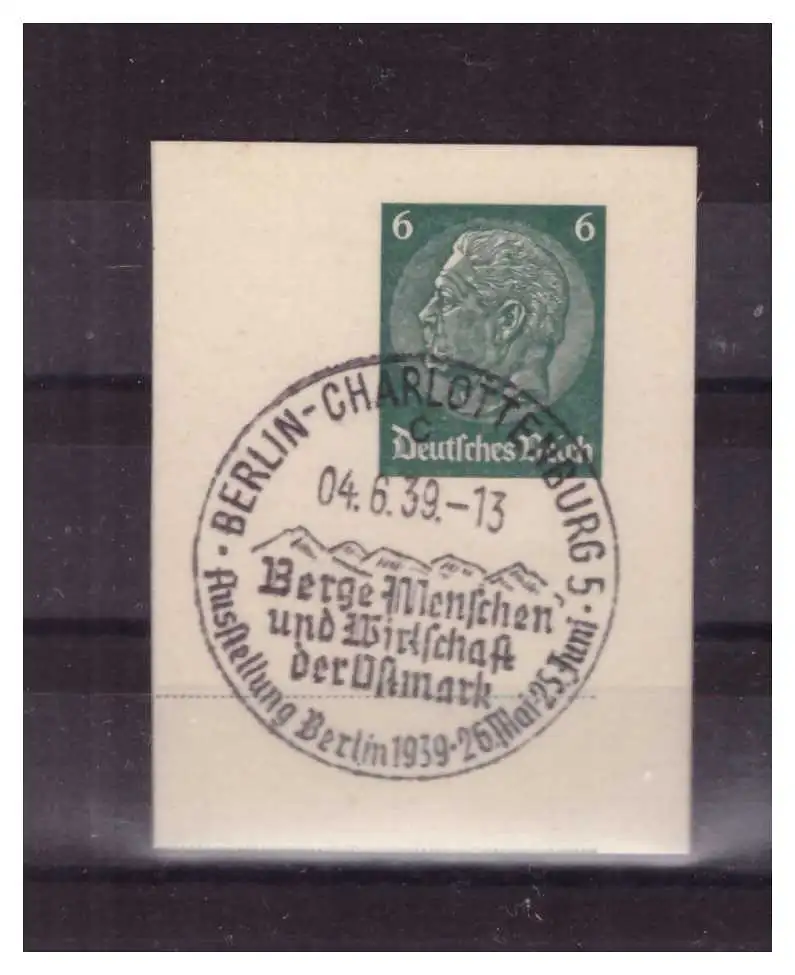 6 6
Deutsches Reich
BERLIN-CHARLOTTENBURG 5
C
04.6.39.-13
Berge Menschen
und Wirtschaft
der Ostmark
Ausstellung Berlin 1939·26.Mai-25.Juni